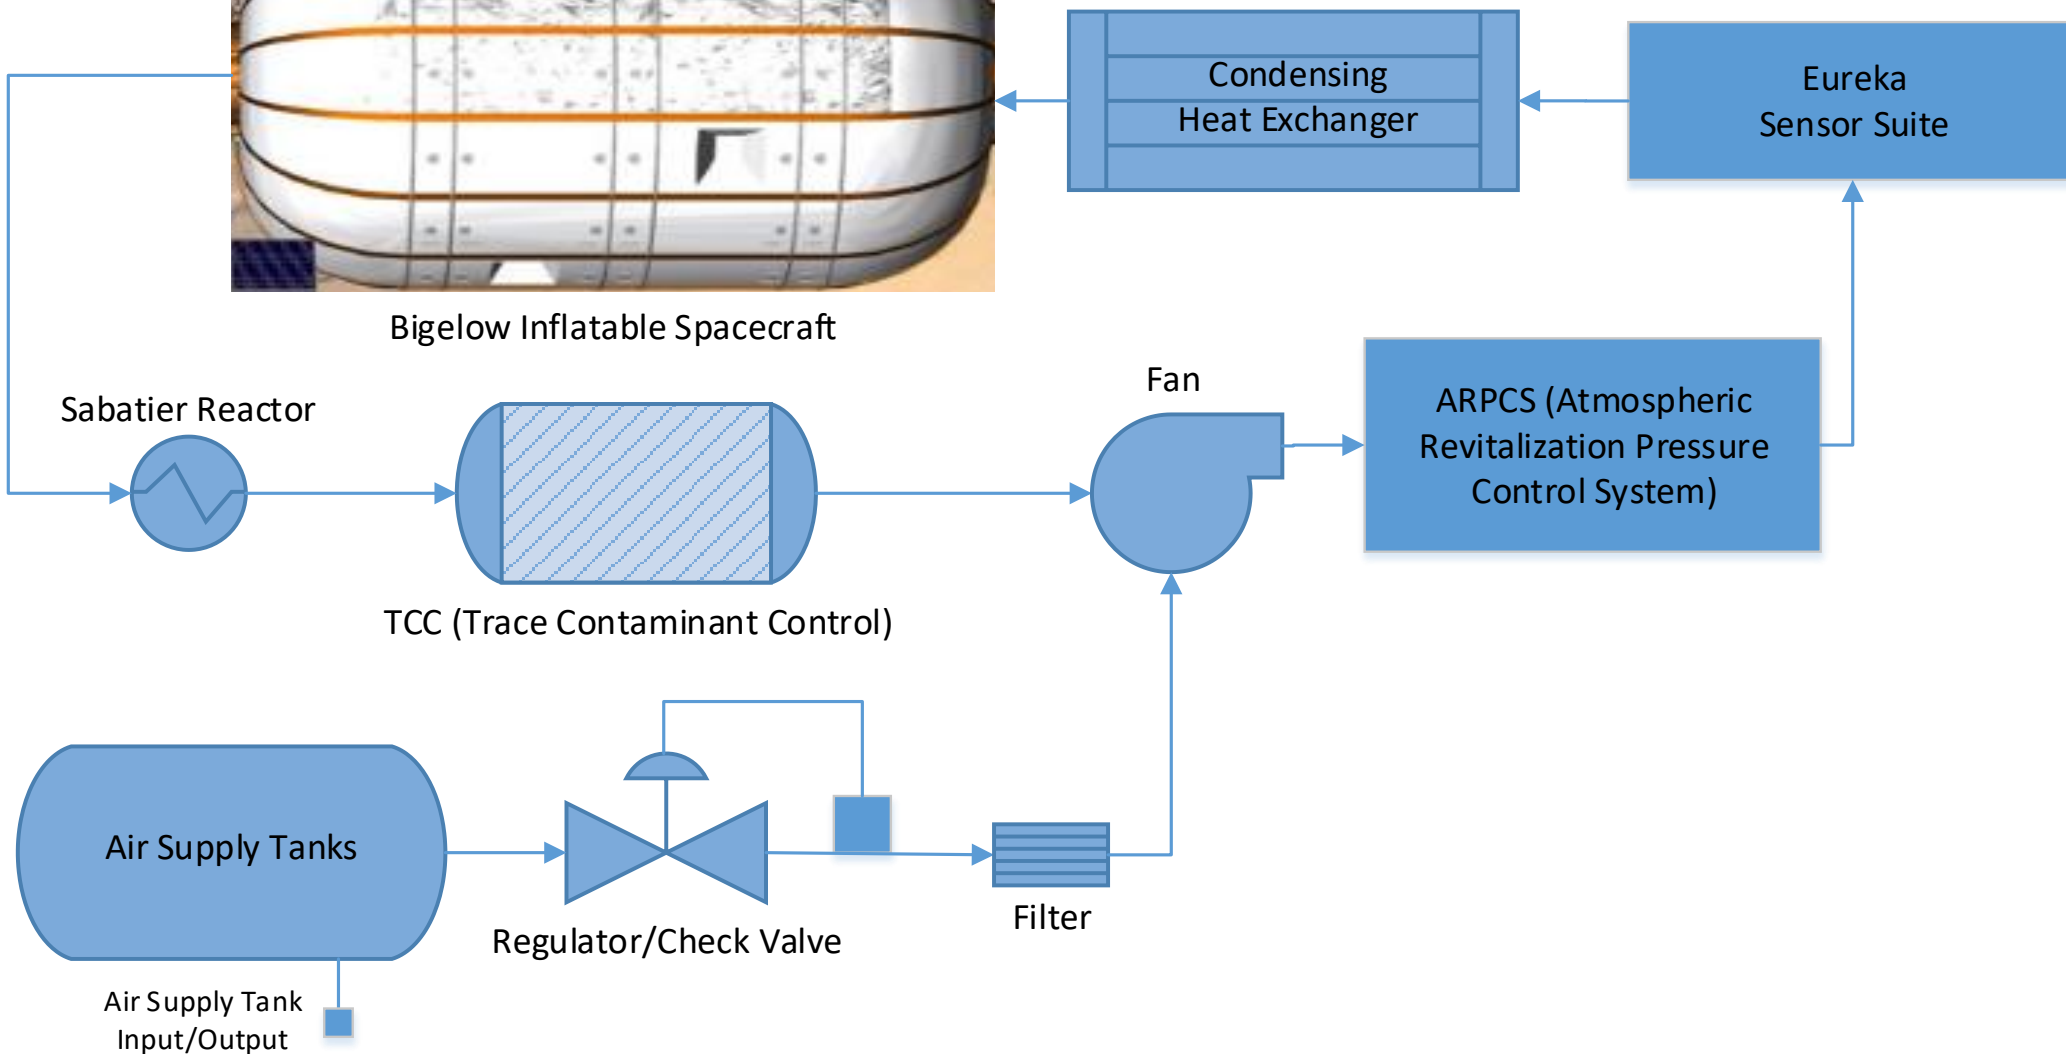 Condensing
Heat Exchanger
Eureka
Sensor Suite
Bigelow Inflatable Spacecraft
Sabatier Reactor
Fan
ARPCS (Atmospheric
Revitalization Pressure
Control System)
TCC (Trace Contaminant Control)
Air Supply Tanks
Regulator/Check Valve
Filter
Air Supply Tank
Input/Output